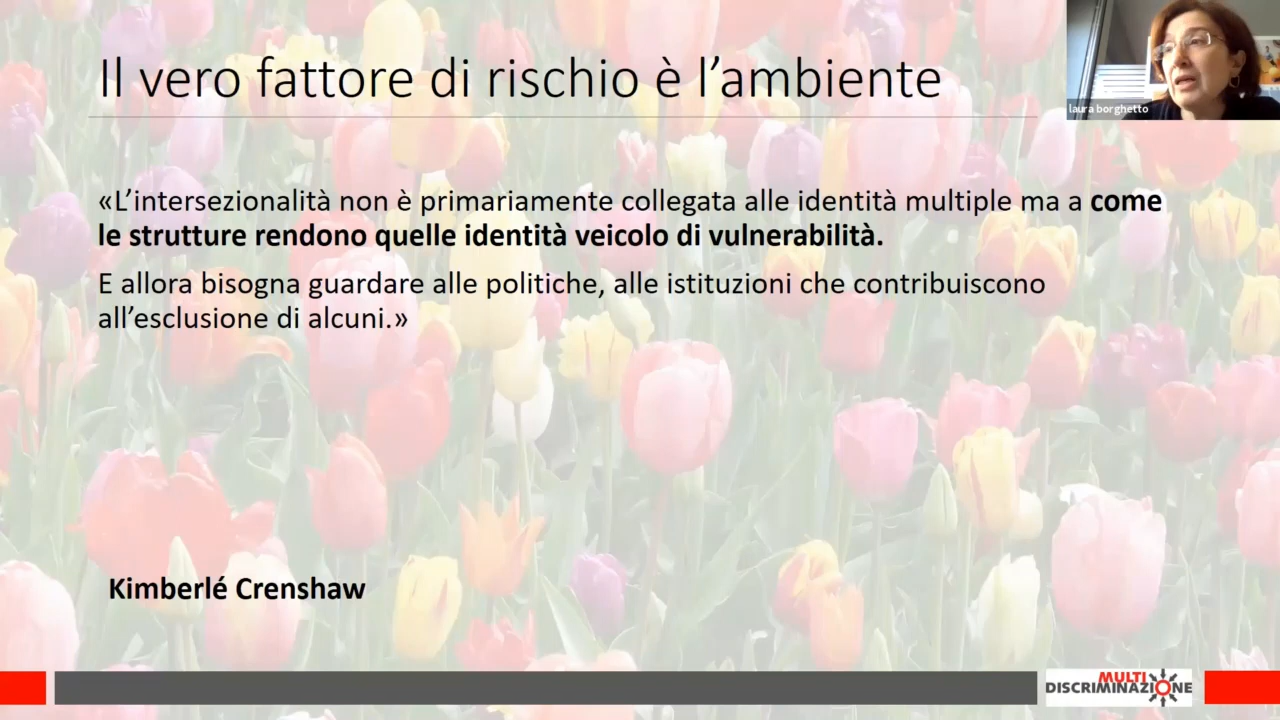 Il vero fattore di rischio è l’ambiente
laura borghetto
«L’intersezionalità non è primariamente collegata alle identità multiple ma a come
le strutture rendono quelle identità veicolo di vulnerabilità.
E allora bisogna guardare alle politiche, alle istituzioni che contribuiscono
all’esclusione di alcuni.»
Kimberlé Crenshaw
MULTI
DISCRIMINAZIONE